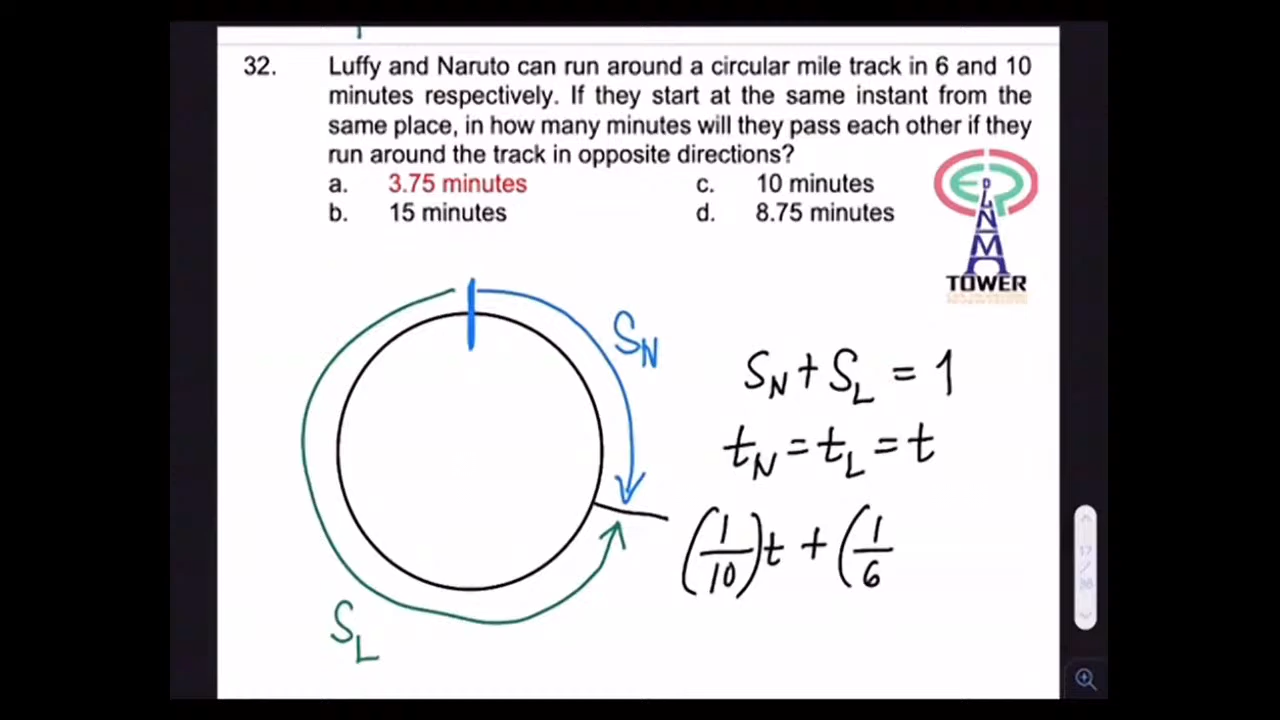 32. Luffy and Naruto can run around a circular mile track in 6 and 10
minutes respectively. If they start at the same instant from the
same place, in how many minutes will they pass each other if they
run around the track in opposite directions?
a. 3.75 minutes c. 10 minutes
b. 15 minutes d. 8.75 minutes
TOWER
S_N
S_N + S_L = 1
t_N = t_L = t
(1/10)t + (1/6
S_L
17
/